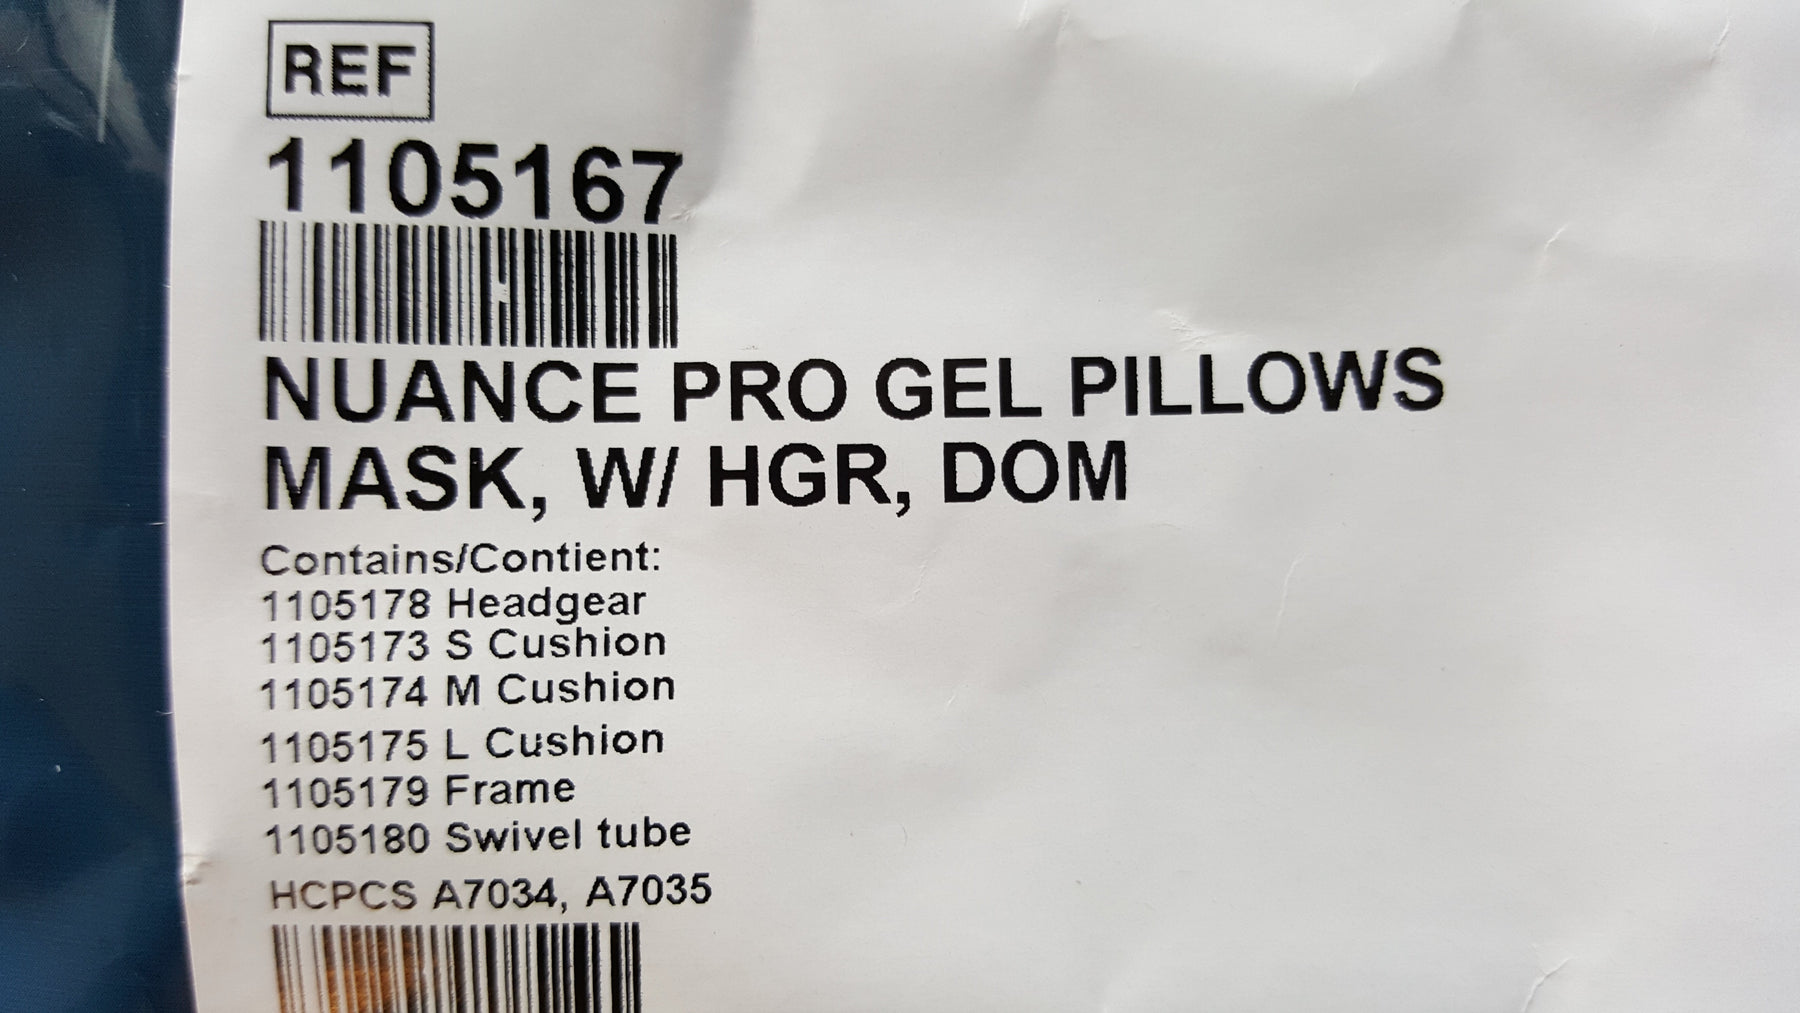 REF
1105167
NUANCE PRO GEL PILLOWS
MASK, W/ HGR, DOM
Contains/Contient:
1105178 Headgear
1105173 S Cushion
1105174 M Cushion
1105175 L Cushion
1105179 Frame
1105180 Swivel tube
HCPCS A7034, A7035